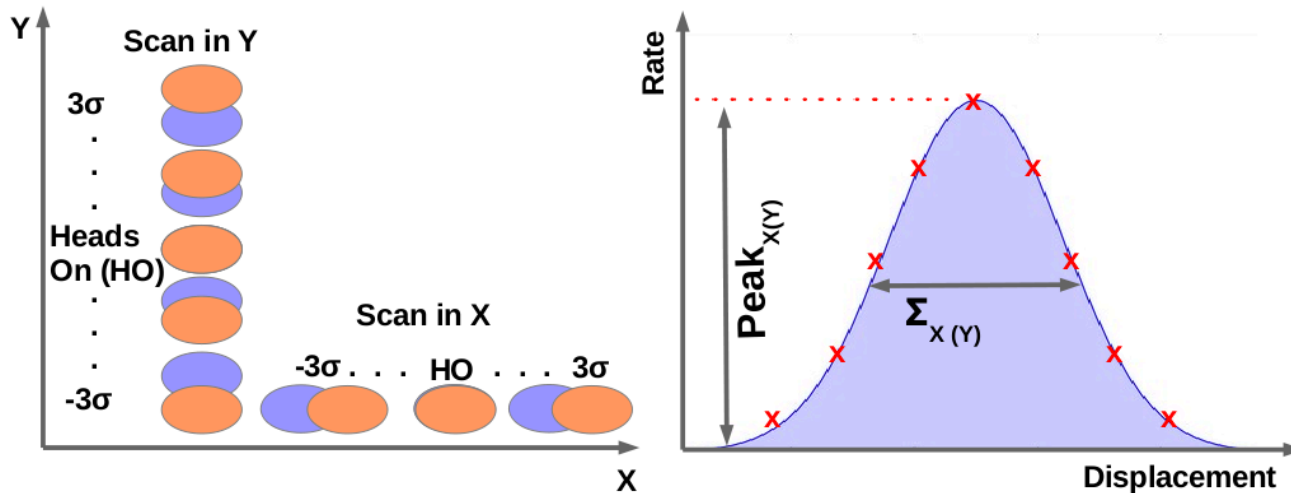 Y
Scan in Y
3σ
.
.
.
Heads
On (HO)
.
.
.
-3σ
Scan in X
-3σ . . . HO . . . 3σ
X
Rate
Peak X(Y)
Σ X (Y)
x x x x x x x x x
Displacement